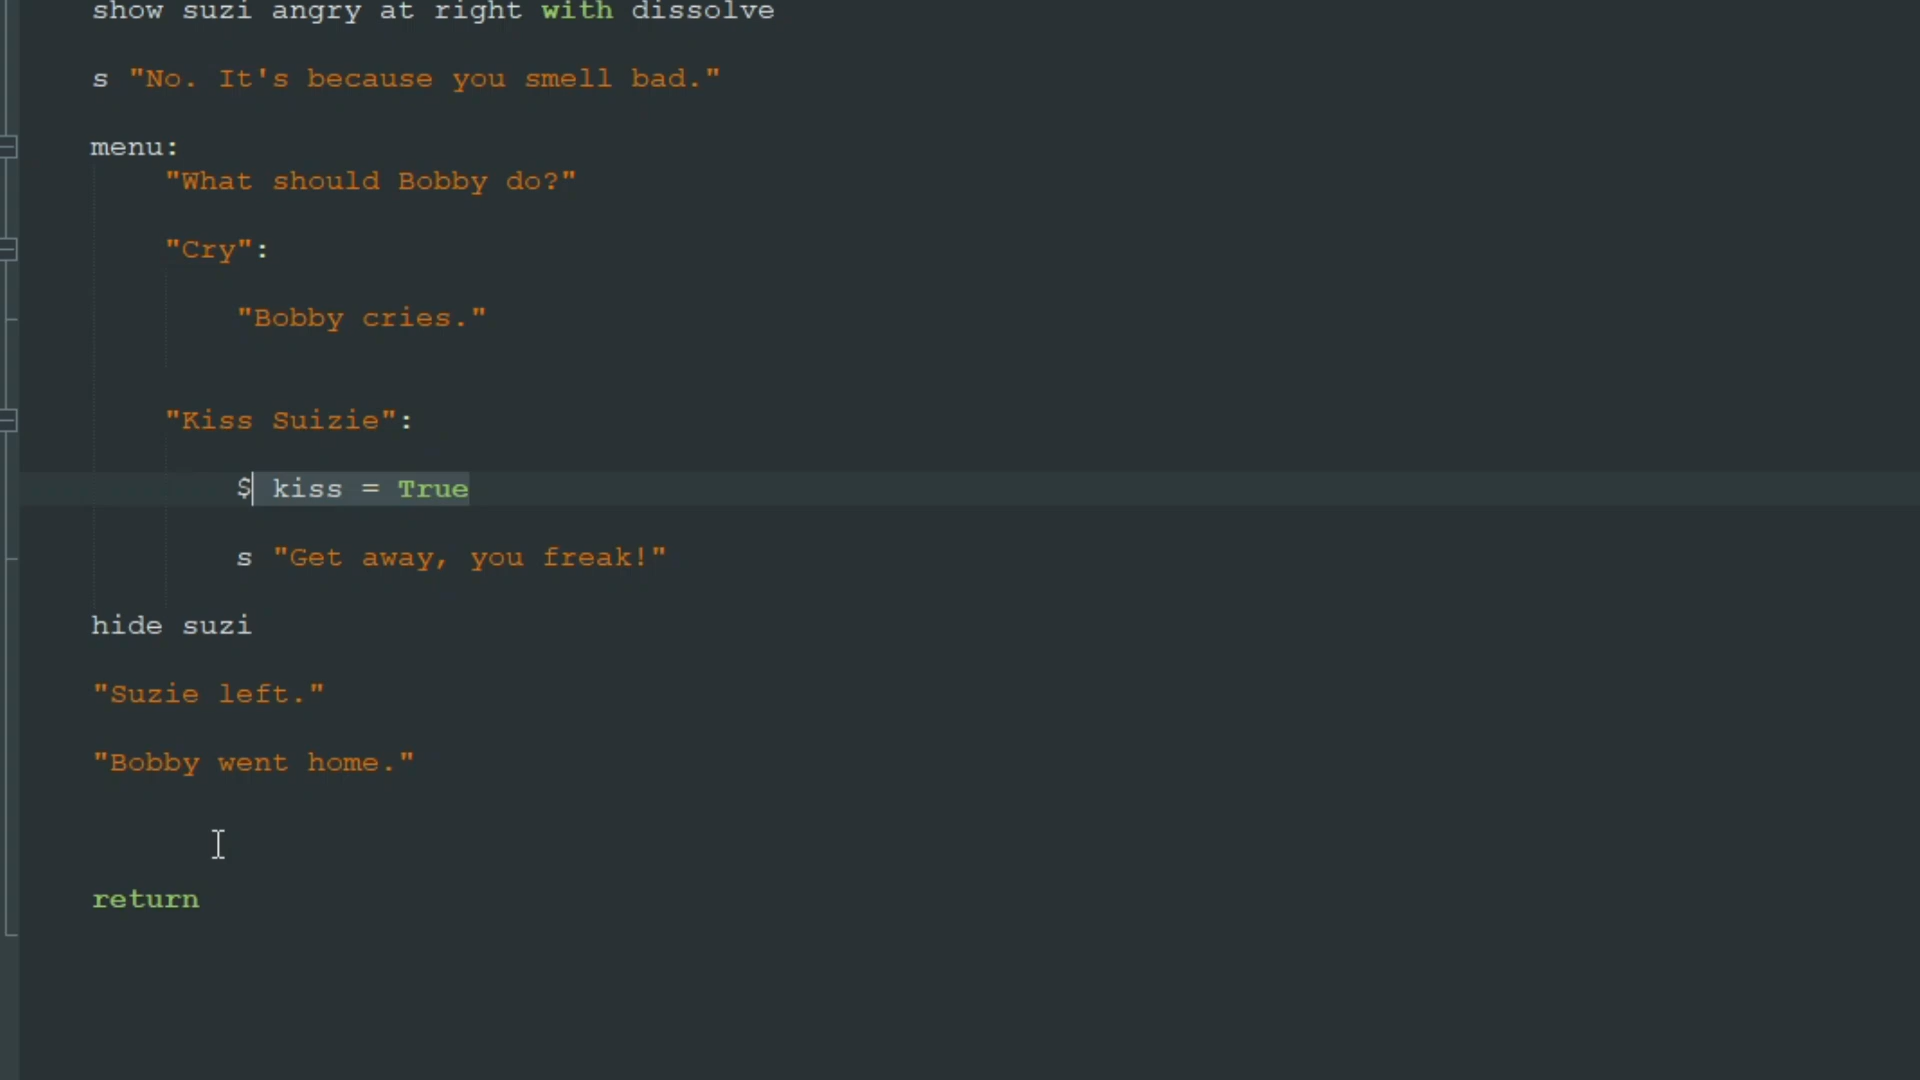 show suzi angry at right with dissolve
s "No. It's because you smell bad."
menu:
"What should Bobby do?"
"Cry":
"Bobby cries."
"Kiss Suizie":
$ kiss = True
s "Get away, you freak!"
hide suzi
"Suzie left."
"Bobby went home."
return